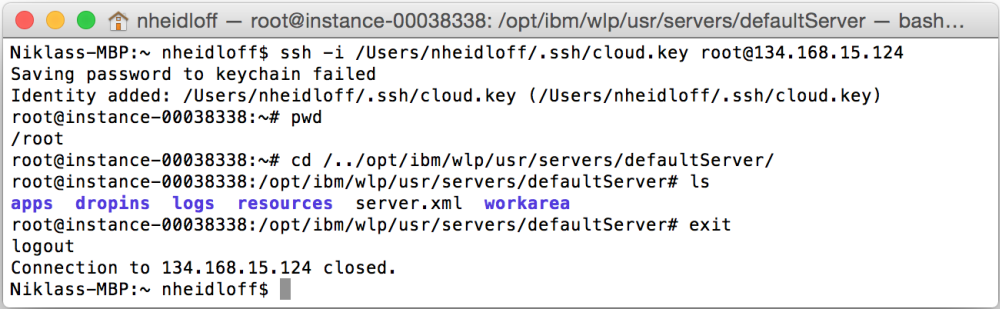 nheidloff — root@instance-00038338: /opt/ibm/wlp/usr/servers/defaultServer — bash…
Niklass-MBP:~ nheidloff$ ssh -i /Users/nheidloff/.ssh/cloud.key root@134.168.15.124
Saving password to keychain failed
Identity added: /Users/nheidloff/.ssh/cloud.key (/Users/nheidloff/.ssh/cloud.key)
root@instance-00038338:~# pwd
/root
root@instance-00038338:~# cd /../opt/ibm/wlp/usr/servers/defaultServer/
root@instance-00038338:/opt/ibm/wlp/usr/servers/defaultServer# ls
apps  dropins  logs  resources  server.xml  workarea
root@instance-00038338:/opt/ibm/wlp/usr/servers/defaultServer# exit
logout
Connection to 134.168.15.124 closed.
Niklass-MBP:~ nheidloff$